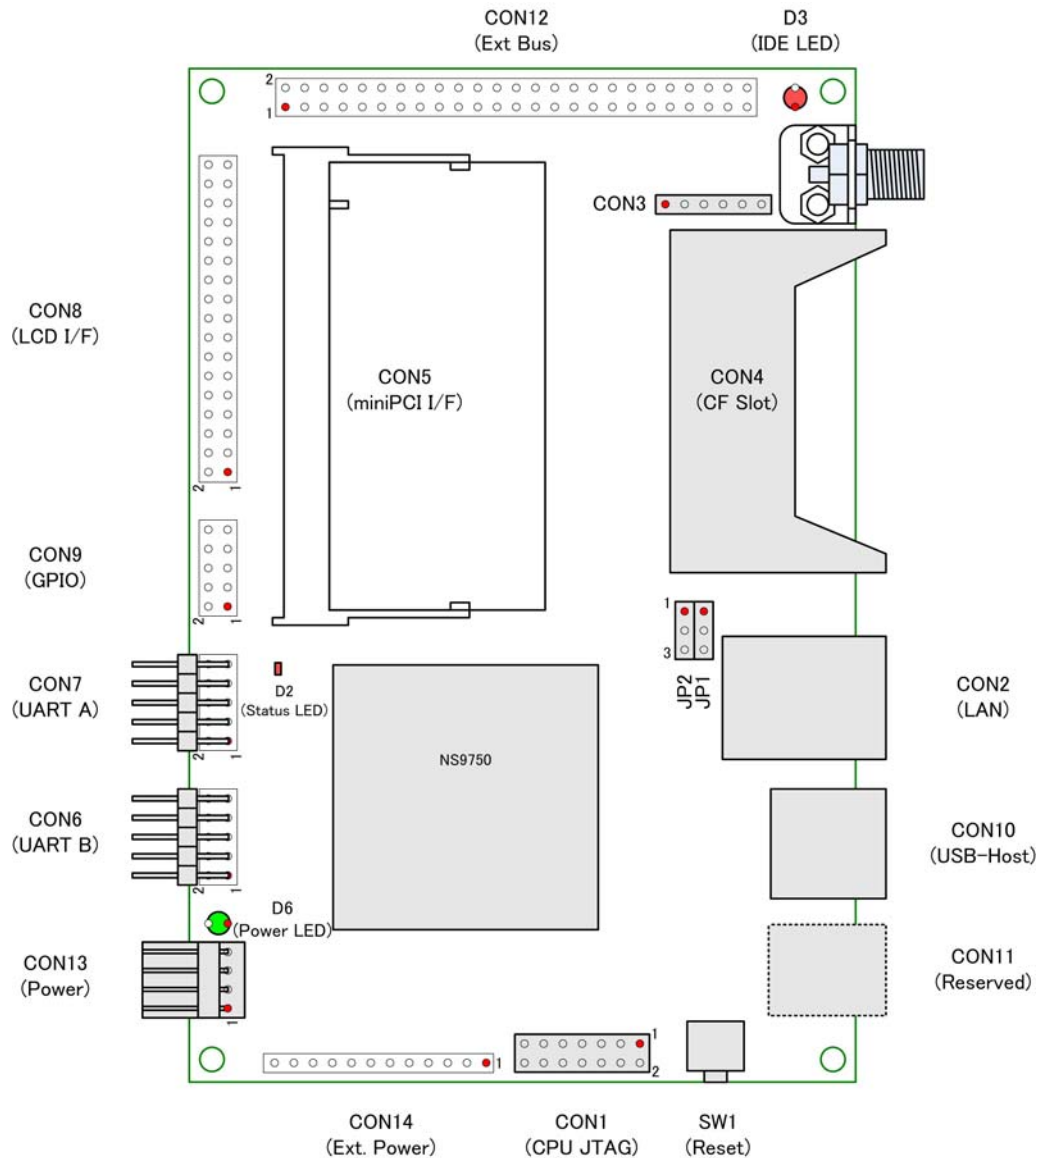 CON12
(Ext Bus)
D3
(IDE LED)
2
1
CON3
CON8
(LCD I/F)
CON5
(miniPCI I/F)
CON4
(CF Slot)
2
1
CON9
(GPIO)
2
1
1
3
JP2
JP1
CON7
(UART A)
D2
(Status LED)
2
1
CON2
(LAN)
NS9750
CON6
(UART B)
2
1
CON10
(USB-Host)
D6
(Power LED)
CON13
(Power)
1
CON11
(Reserved)
1
1
2
CON14
(Ext. Power)
CON1
(CPU JTAG)
SW1
(Reset)